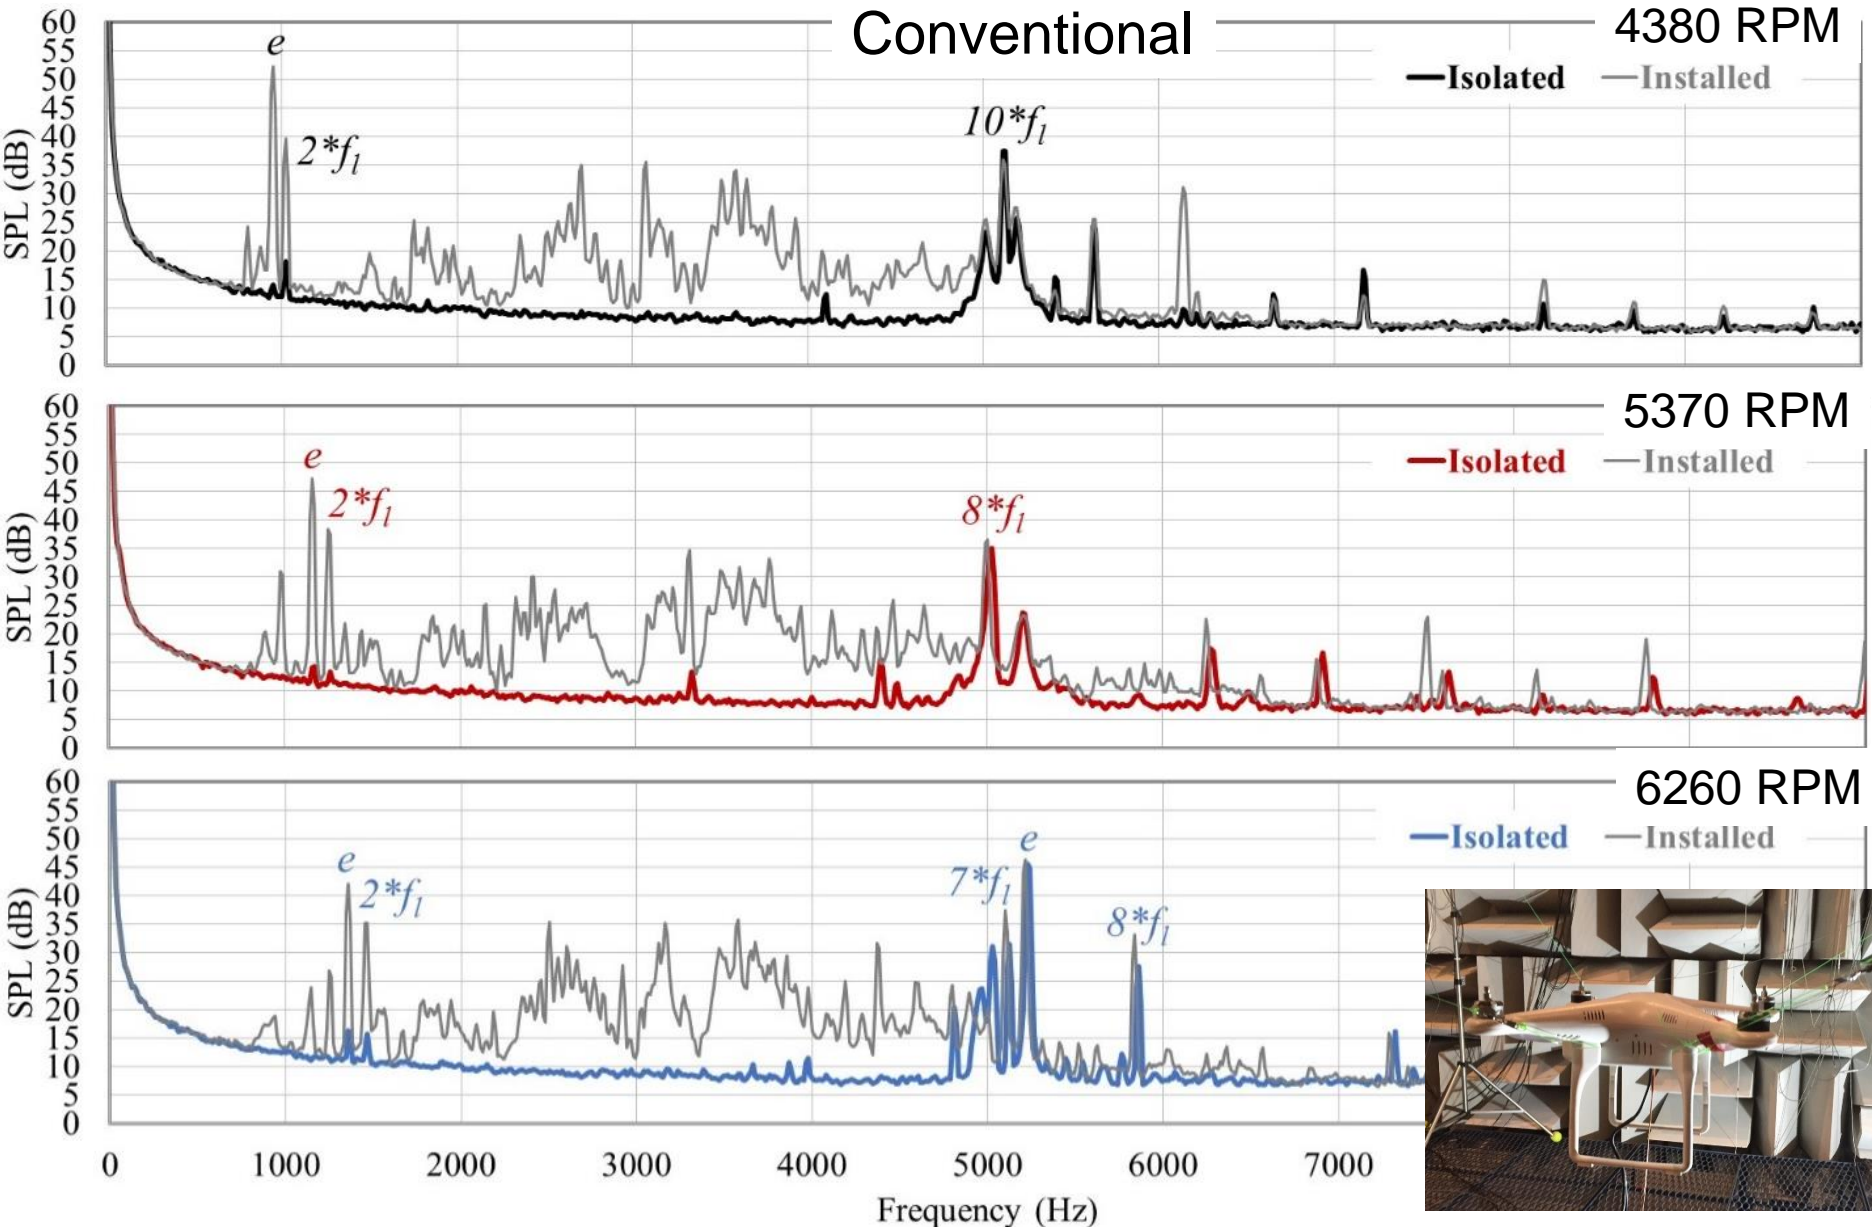 Conventional
4380 RPM
Isolated Installed
60
55
50
45
40
35
30
25
20
15
10
5
0
SPL (dB)
e
2*f₁
10*f₁
5370 RPM
Isolated Installed
60
55
50
45
40
35
30
25
20
15
10
5
0
SPL (dB)
e
2*f₁
8*f₁
6260 RPM
Isolated Installed
60
55
50
45
40
35
30
25
20
15
10
5
0
SPL (dB)
e
2*f₁
7*f₁
e
8*f₁
0 1000 2000 3000 4000 5000 6000 7000
Frequency (Hz)